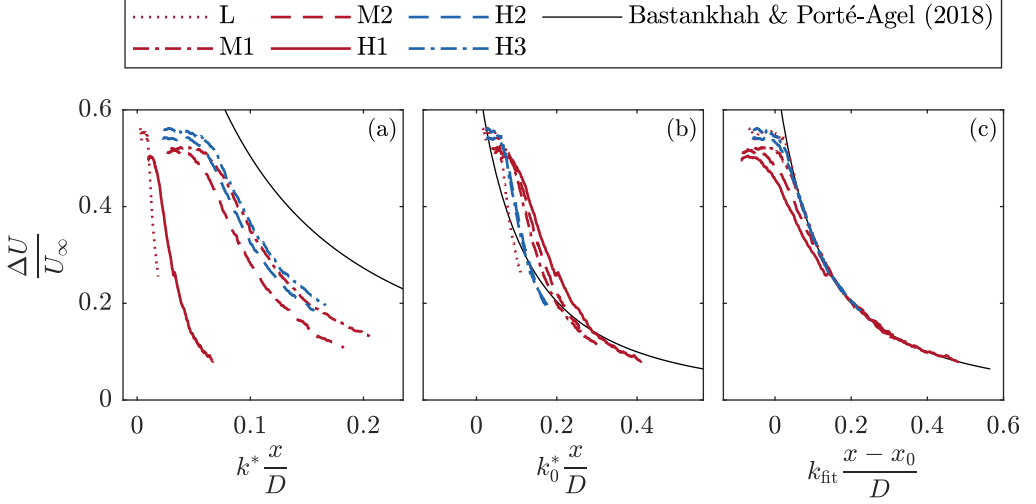 L M2 H2 Bastankhah & Porté-Agel (2018)
M1 H1 H3
0.6 (a) (b) (c)
0.4
0.2
0
ΔU
U∞
0 0.1 0.2 0 0.2 0.4 0 0.2 0.4 0.6
k* x/D k₀* x/D k_fit (x − x₀)/D